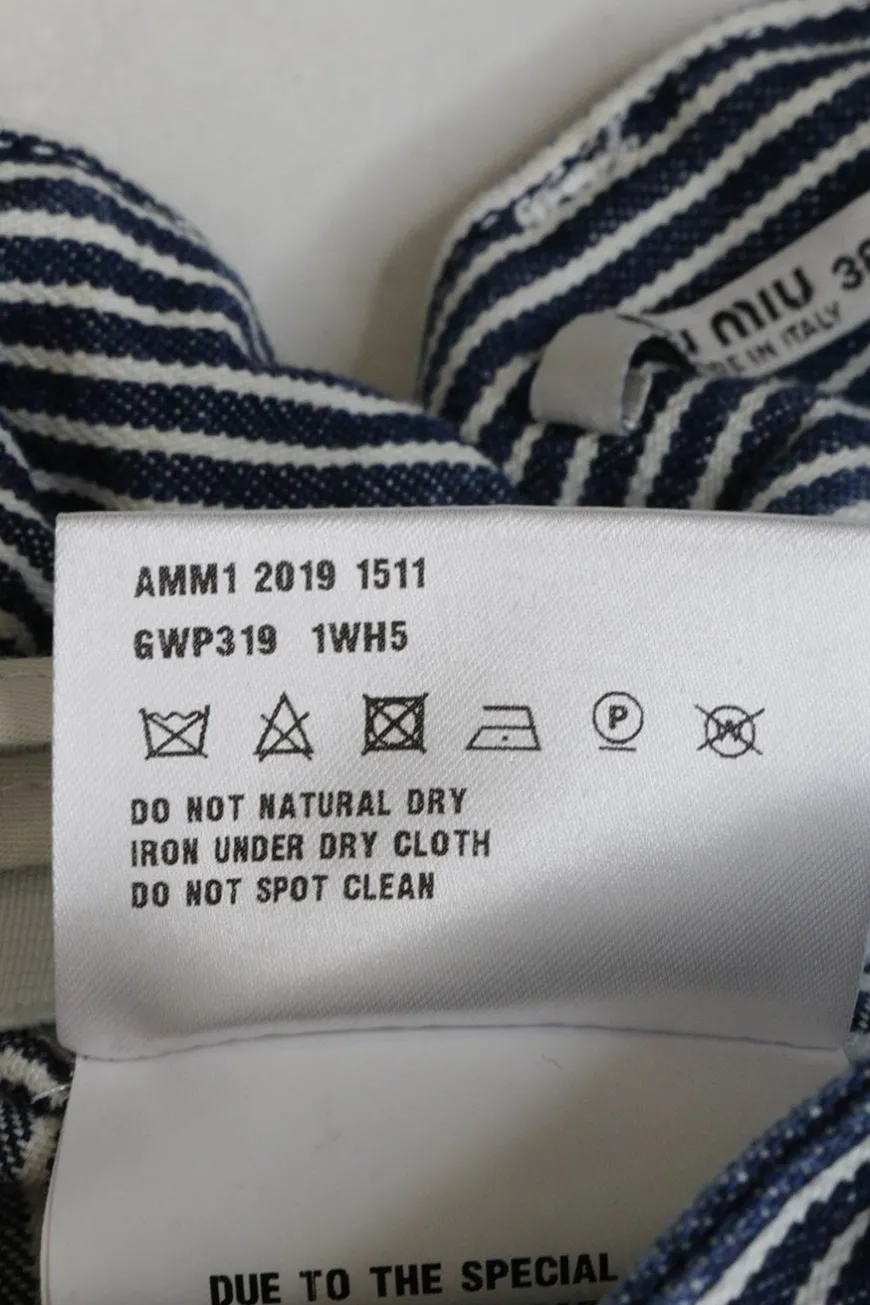 MIU 38
IN ITALY
AMM1 2019 1511
GWP319 1WH5
P
W
DO NOT NATURAL DRY
IRON UNDER DRY CLOTH
DO NOT SPOT CLEAN
DUE TO THE SPECIAL